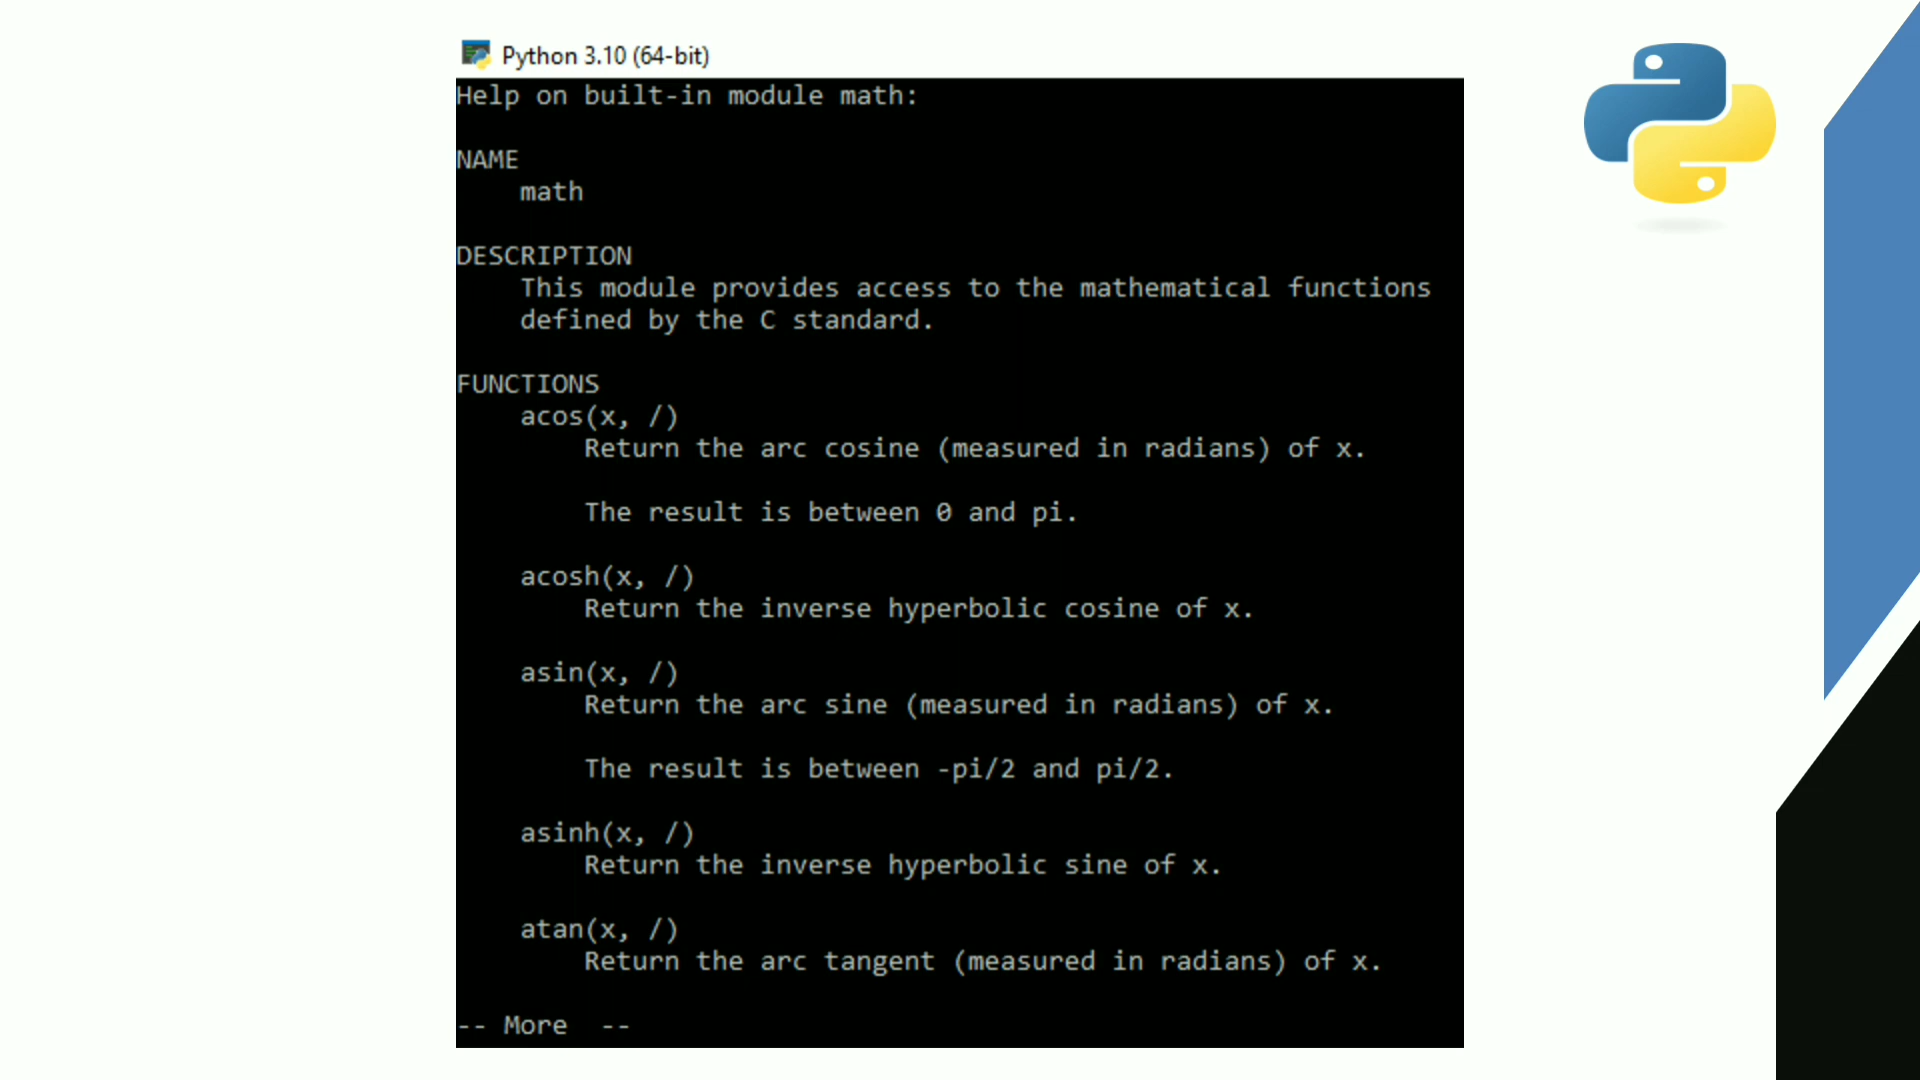 Python 3.10 (64-bit)
Help on built-in module math:
NAME
math
DESCRIPTION
This module provides access to the mathematical functions
defined by the C standard.
FUNCTIONS
acos(x, /)
Return the arc cosine (measured in radians) of x.
The result is between 0 and pi.
acosh(x, /)
Return the inverse hyperbolic cosine of x.
asin(x, /)
Return the arc sine (measured in radians) of x.
The result is between -pi/2 and pi/2.
asinh(x, /)
Return the inverse hyperbolic sine of x.
atan(x, /)
Return the arc tangent (measured in radians) of x.
-- More  --